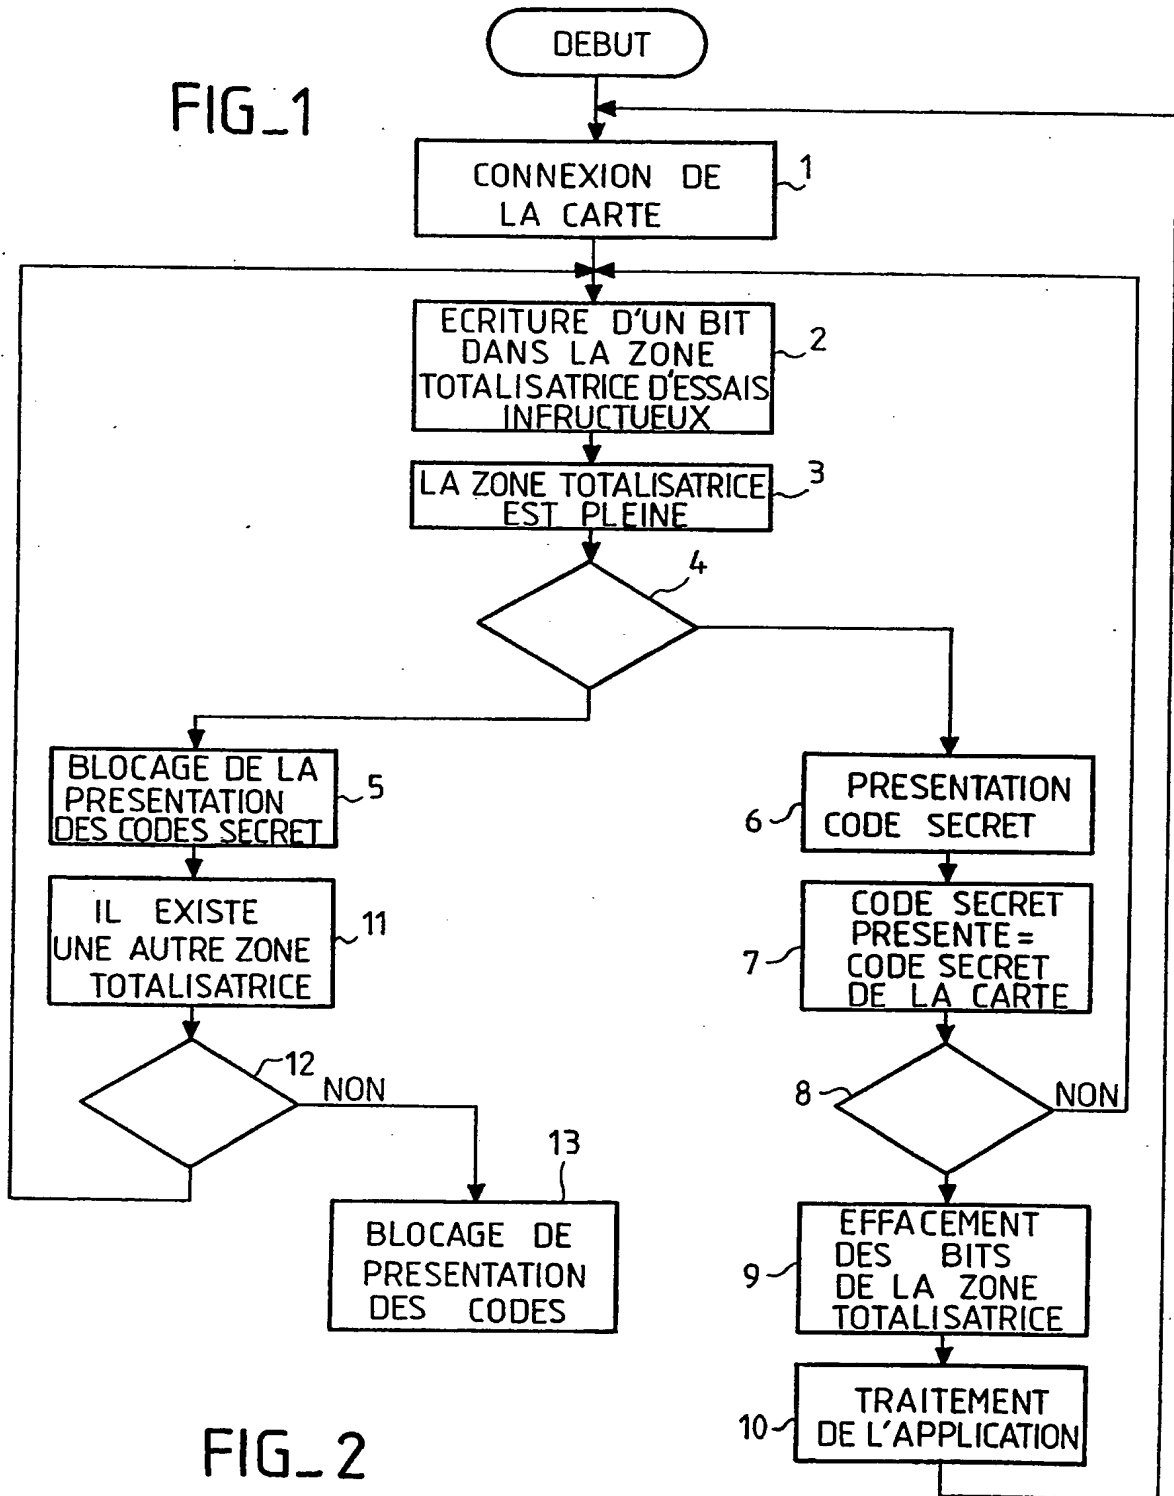 DEBUT
FIG_1
CONNEXION DE
LA CARTE
1
ECRITURE D'UN BIT
DANS LA ZONE
TOTALISATRICE D'ESSAIS
INFRUCTUEUX
2
LA ZONE TOTALISATRICE
EST PLEINE
3
4
BLOCAGE DE LA
PRESENTATION
DES CODES SECRET
5
PRESENTATION
CODE SECRET
6
IL EXISTE
UNE AUTRE ZONE
TOTALISATRICE
11
CODE SECRET
PRESENTE =
CODE SECRET
DE LA CARTE
7
12
NON
8
NON
13
BLOCAGE DE
PRESENTATION
DES CODES
EFFACEMENT
DES BITS
DE LA ZONE
TOTALISATRICE
9
TRAITEMENT
DE L'APPLICATION
10
FIG_2